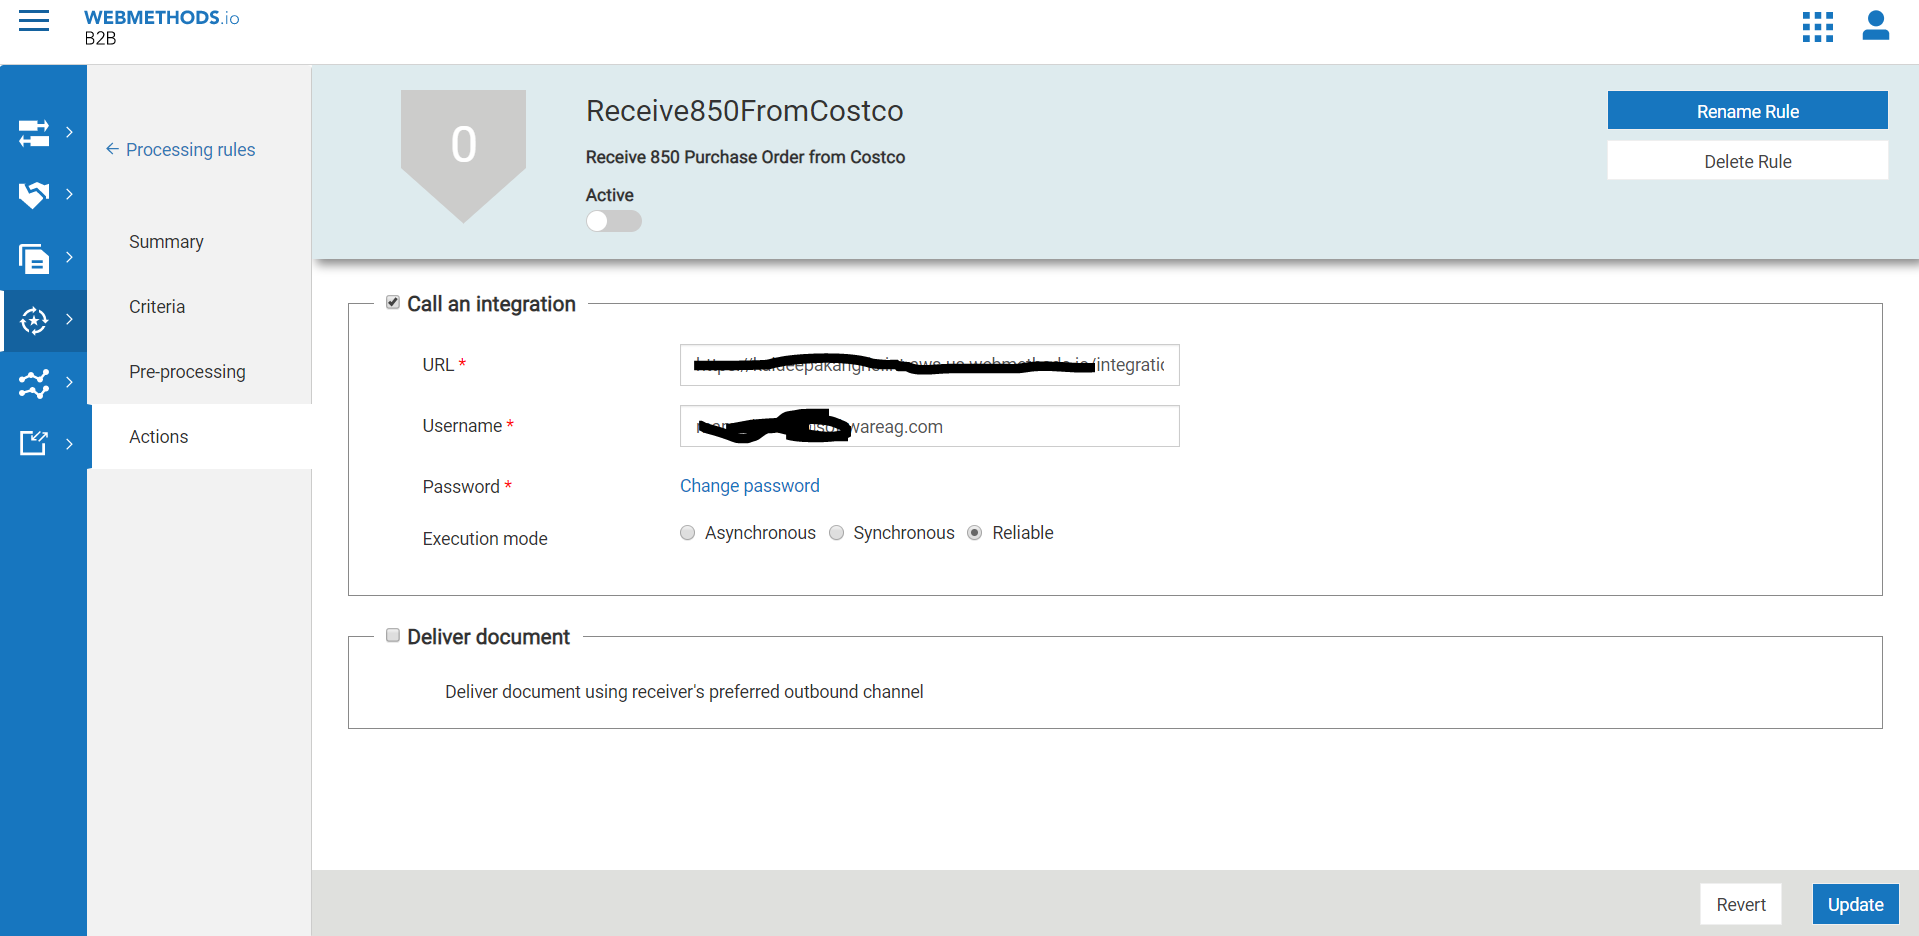 WEBMETHODS.io
B2B
0
Receive850FromCostco
Receive 850 Purchase Order from Costco
Active
Rename Rule
Delete Rule
← Processing rules
Summary
Criteria
Pre-processing
Actions
Call an integration
URL *
/integratic
Username *
wareag.com
Password *
Change password
Execution mode
Asynchronous Synchronous Reliable
Deliver document
Deliver document using receiver's preferred outbound channel
Revert
Update